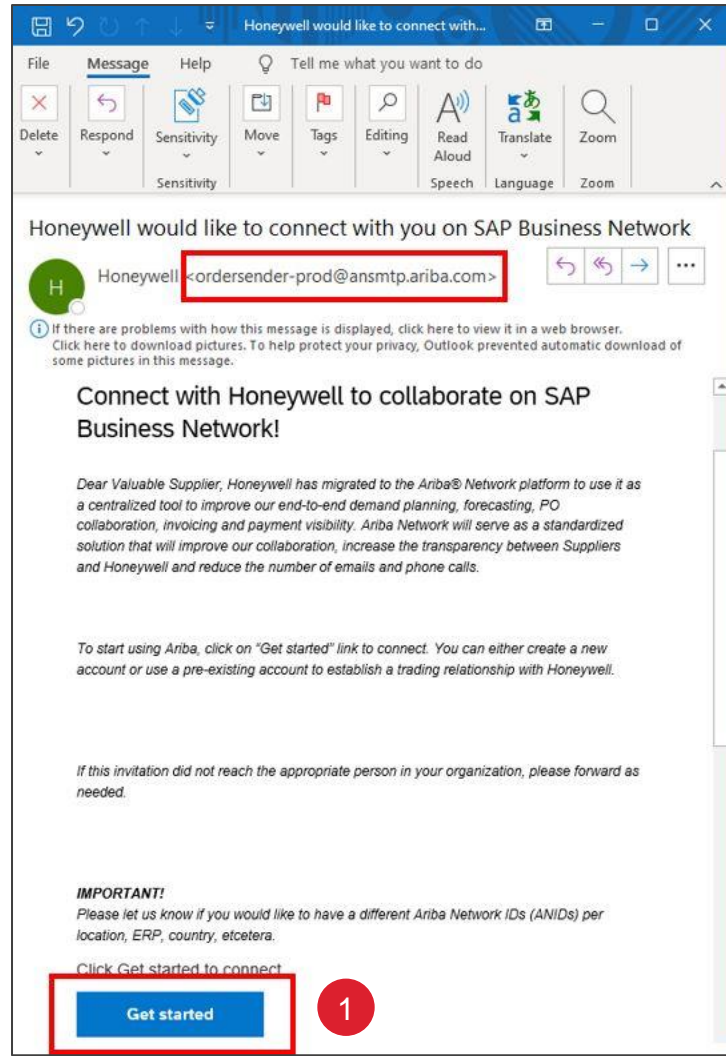 Honeywell would like to connect with...
File Message Help Tell me what you want to do
Delete Respond Sensitivity Move Tags Editing Read Aloud Translate Zoom
Sensitivity Speech Language Zoom
Honeywell would like to connect with you on SAP Business Network
H
Honeywell <ordersender-prod@ansmtp.ariba.com>
If there are problems with how this message is displayed, click here to view it in a web browser.
Click here to download pictures. To help protect your privacy, Outlook prevented automatic download of
some pictures in this message.
Connect with Honeywell to collaborate on SAP
Business Network!
Dear Valuable Supplier, Honeywell has migrated to the Ariba® Network platform to use it as
a centralized tool to improve our end-to-end demand planning, forecasting, PO
collaboration, invoicing and payment visibility. Ariba Network will serve as a standardized
solution that will improve our collaboration, increase the transparency between Suppliers
and Honeywell and reduce the number of emails and phone calls.
To start using Ariba, click on "Get started" link to connect. You can either create a new
account or use a pre-existing account to establish a trading relationship with Honeywell.
If this invitation did not reach the appropriate person in your organization, please forward as
needed.
IMPORTANT!
Please let us know if you would like to have a different Ariba Network IDs (ANIDs) per
location, ERP, country, etcetera.
Click Get started to connect
Get started
1